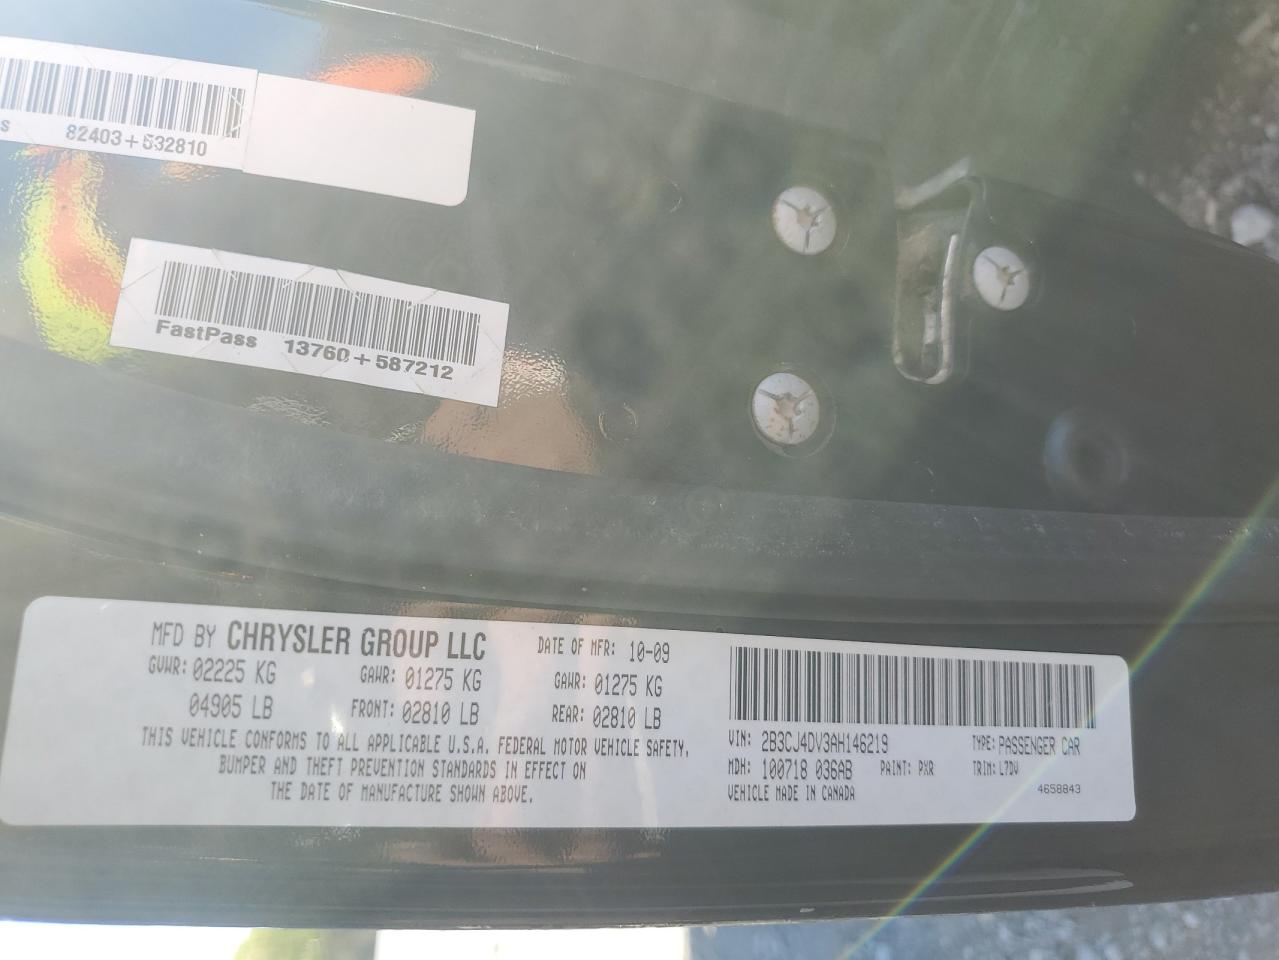 s 82403+532810
FastPass 13760+587212
MFD BY CHRYSLER GROUP LLC DATE OF MFR: 10-09
GVWR: 02225 KG GAWR: 01275 KG GAWR: 01275 KG
04905 LB FRONT: 02810 LB REAR: 02810 LB
THIS VEHICLE CONFORMS TO ALL APPLICABLE U.S.A. FEDERAL MOTOR VEHICLE SAFETY,
BUMPER AND THEFT PREVENTION STANDARDS IN EFFECT ON
THE DATE OF MANUFACTURE SHOWN ABOVE.
VIN: 2B3CJ4DV3AH146219 TYPE: PASSENGER CAR
MDH: 100718 036AB PAINT: PXR TRIM: L7DV
VEHICLE MADE IN CANADA 4658843